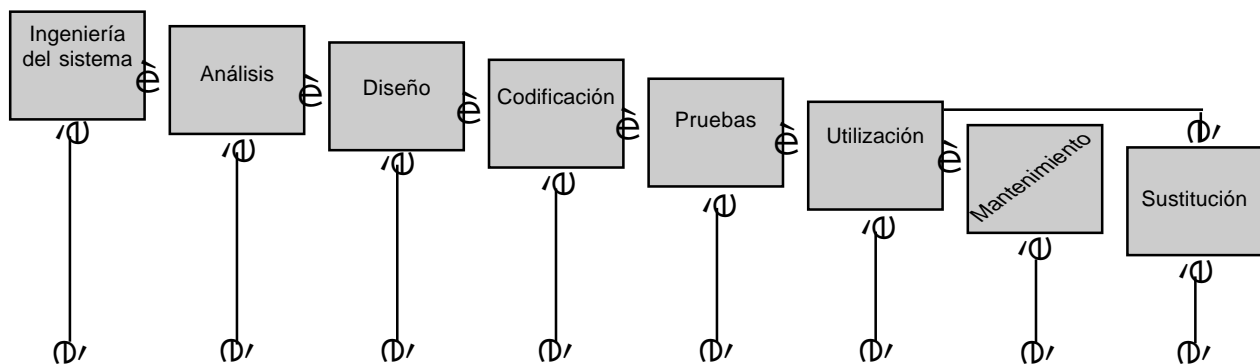 Ingeniería
del sistema
Análisis
Diseño
Codificación
Pruebas
Utilización
Mantenimiento
Sustitución